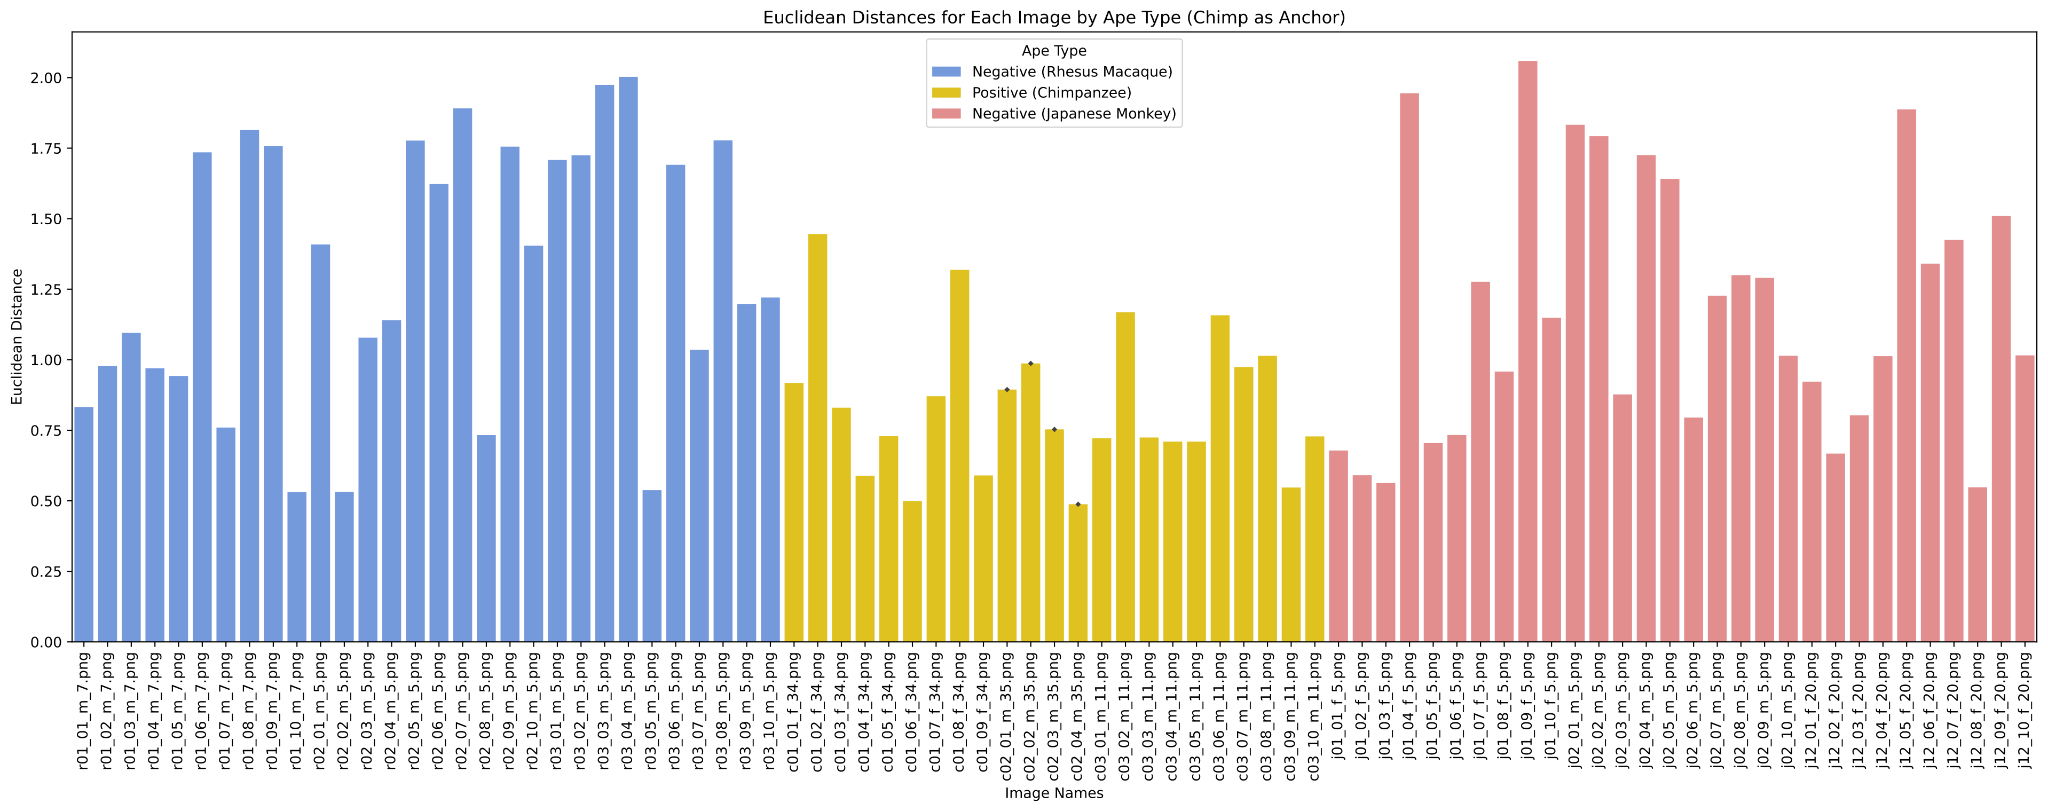 Euclidean Distances for Each Image by Ape Type (Chimp as Anchor)
Ape Type
Negative (Rhesus Macaque)
Positive (Chimpanzee)
Negative (Japanese Monkey)
Euclidean Distance
2.00
1.75
1.50
1.25
1.00
0.75
0.50
0.25
0.00
r01_01_m_7.png
r01_02_m_7.png
r01_03_m_7.png
r01_04_m_7.png
r01_05_m_7.png
r01_06_m_7.png
r01_07_m_7.png
r01_08_m_7.png
r01_09_m_7.png
r01_10_m_7.png
r02_01_m_5.png
r02_02_m_5.png
r02_03_m_5.png
r02_04_m_5.png
r02_05_m_5.png
r02_06_m_5.png
r02_07_m_5.png
r02_08_m_5.png
r02_09_m_5.png
r02_10_m_5.png
r03_01_m_5.png
r03_02_m_5.png
r03_03_m_5.png
r03_04_m_5.png
r03_05_m_5.png
r03_06_m_5.png
r03_07_m_5.png
r03_08_m_5.png
r03_09_m_5.png
r03_10_m_5.png
c01_01_f_34.png
c01_02_f_34.png
c01_03_f_34.png
c01_04_f_34.png
c01_05_f_34.png
c01_06_f_34.png
c01_07_f_34.png
c01_08_f_34.png
c01_09_f_34.png
c02_01_m_35.png
c02_02_m_35.png
c02_03_m_35.png
c02_04_m_35.png
c03_01_m_11.png
c03_02_m_11.png
c03_03_m_11.png
c03_04_m_11.png
c03_05_m_11.png
c03_06_m_11.png
c03_07_m_11.png
c03_08_m_11.png
c03_09_m_11.png
c03_10_m_11.png
j01_01_f_5.png
j01_02_f_5.png
j01_03_f_5.png
j01_04_f_5.png
j01_05_f_5.png
j01_06_f_5.png
j01_07_f_5.png
j01_08_f_5.png
j01_09_f_5.png
j01_10_f_5.png
j02_01_m_5.png
j02_02_m_5.png
j02_03_m_5.png
j02_04_m_5.png
j02_05_m_5.png
j02_06_m_5.png
j02_07_m_5.png
j02_08_m_5.png
j02_09_m_5.png
j02_10_m_5.png
j12_01_f_20.png
j12_02_f_20.png
j12_03_f_20.png
j12_04_f_20.png
j12_05_f_20.png
j12_06_f_20.png
j12_07_f_20.png
j12_08_f_20.png
j12_09_f_20.png
j12_10_f_20.png
Image Names